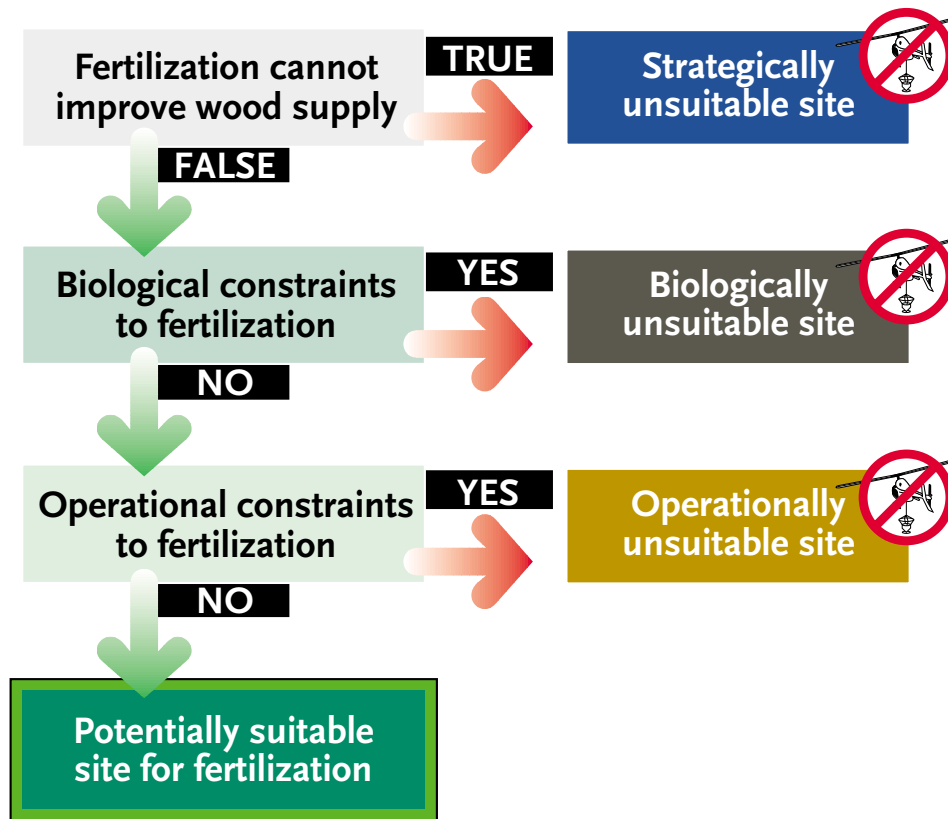 Fertilization cannot
improve wood supply
TRUE
Strategically
unsuitable site
FALSE
Biological constraints
to fertilization
YES
Biologically
unsuitable site
NO
Operational constraints
to fertilization
YES
Operationally
unsuitable site
NO
Potentially suitable
site for fertilization